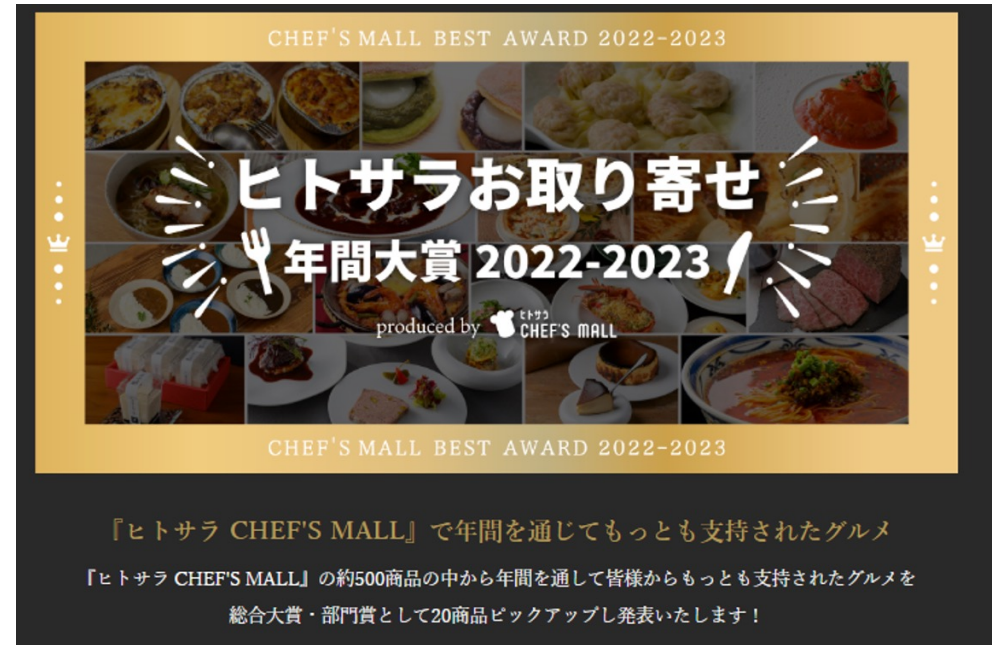 CHEF'S MALL BEST AWARD 2022-2023
ヒトサラお取り寄せ
年間大賞 2022-2023
produced by ヒトサラ CHEF'S MALL
CHEF'S MALL BEST AWARD 2022-2023
『ヒトサラ CHEF'S MALL』で年間を通じてもっとも支持されたグルメ
『ヒトサラ CHEF'S MALL』の約500商品の中から年間を通して皆様からもっとも支持されたグルメを
総合大賞・部門賞として20商品ピックアップし発表いたします！